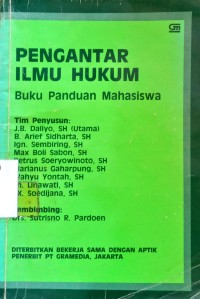 GM
PENGANTAR
ILMU HUKUM
Buku Panduan Mahasiswa
Tim Penyusun:
J.B. Daliyo, SH (Utama)
B. Arief Sidharta, SH
Ign. Sembiring, SH
Max Boli Sabon, SH
Petrus Soeryowinoto, SH
Marianus Gaharpung, SH
Wahyu Yontah, SH
Linawati, SH
Soedijana, SH
Pembimbing:
Drs. Sutrisno R. Pardoen
DITERBITKAN BEKERJA SAMA DENGAN APTIK
PENERBIT PT GRAMEDIA, JAKARTA